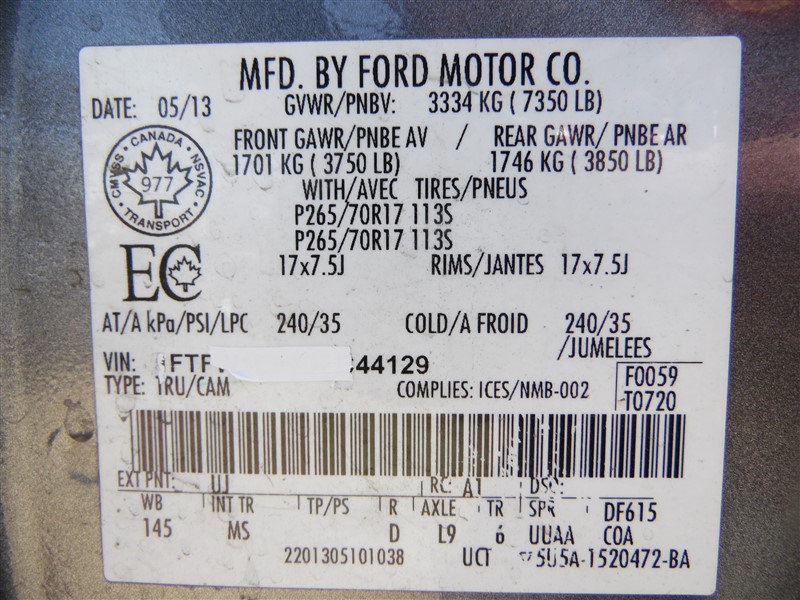 MFD. BY FORD MOTOR CO.
DATE: 05/13 GVWR/PNBV: 3334 KG ( 7350 LB)
FRONT GAWR/PNBE AV / REAR GAWR/ PNBE AR
1701 KG ( 3750 LB) 1746 KG ( 3850 LB)
WITH/AVEC TIRES/PNEUS
P265/70R17 113S
P265/70R17 113S
17x7.5J RIMS/JANTES 17x7.5J
CANADA
CMVSS • NSVAC
977
TRANSPORT
EC
AT/A kPa/PSI/LPC 240/35 COLD/A FROID 240/35
/JUMELEES
VIN: FTF 44129
TYPE: TRU/CAM COMPLIES: ICES/NMB-002 F0059
T0720
EXT PNT: UJ RC: A1 DSO:
WB INT TR TP/PS R AXLE TR SPR DF615
145 MS D L9 6 UUAA COA
2201305101038 UCT 5U5A-1520472-BA